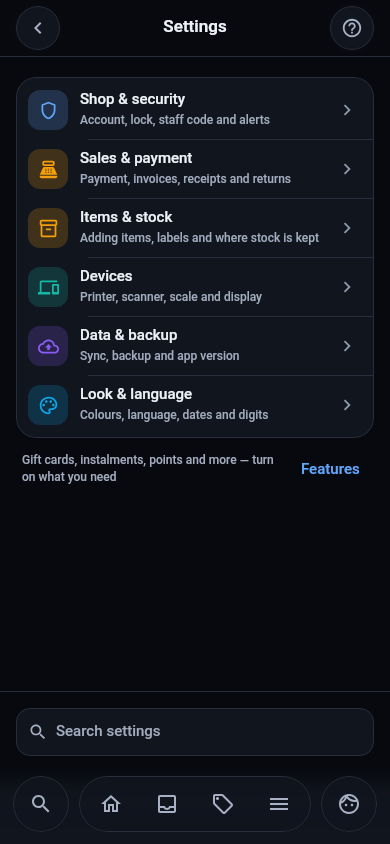 Settings
Shop & security
Account, lock, staff code and alerts
Sales & payment
Payment, invoices, receipts and returns
Items & stock
Adding items, labels and where stock is kept
Devices
Printer, scanner, scale and display
Data & backup
Sync, backup and app version
Look & language
Colours, language, dates and digits
Gift cards, instalments, points and more — turn
on what you need
Features
Search settings